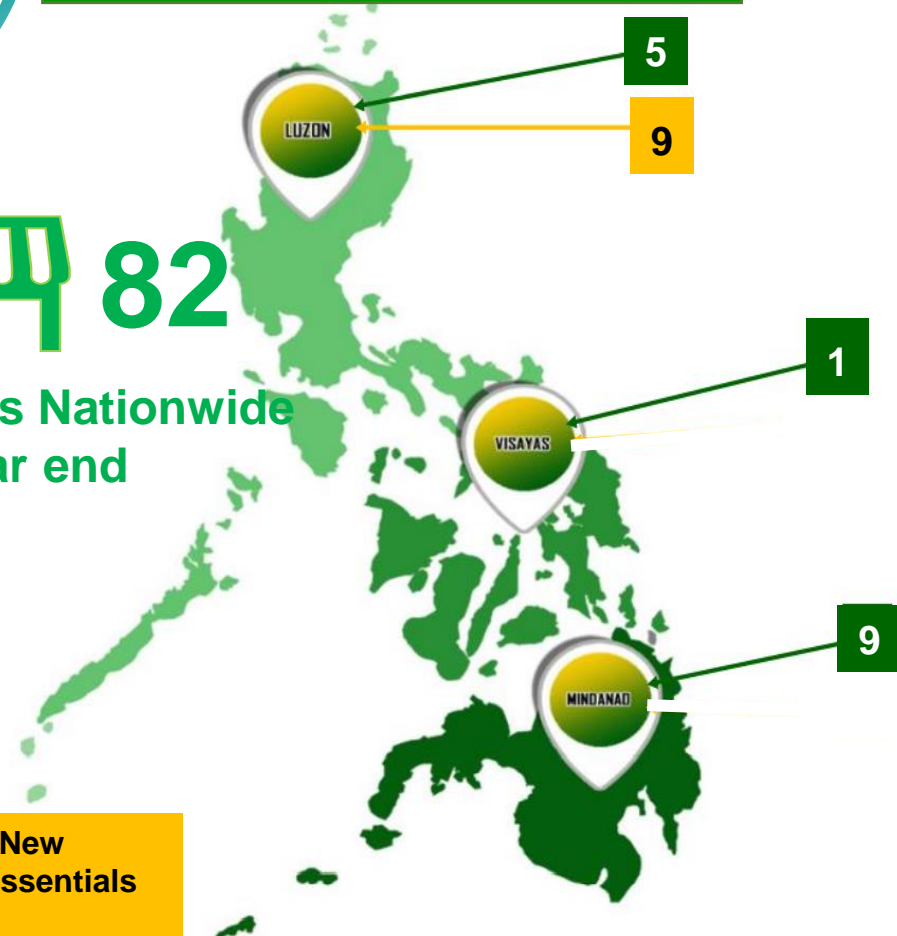 5
LUZON
9
82
1
s Nationwide
VISAYAS
ar end
9
MINDANAO
New
ssentials